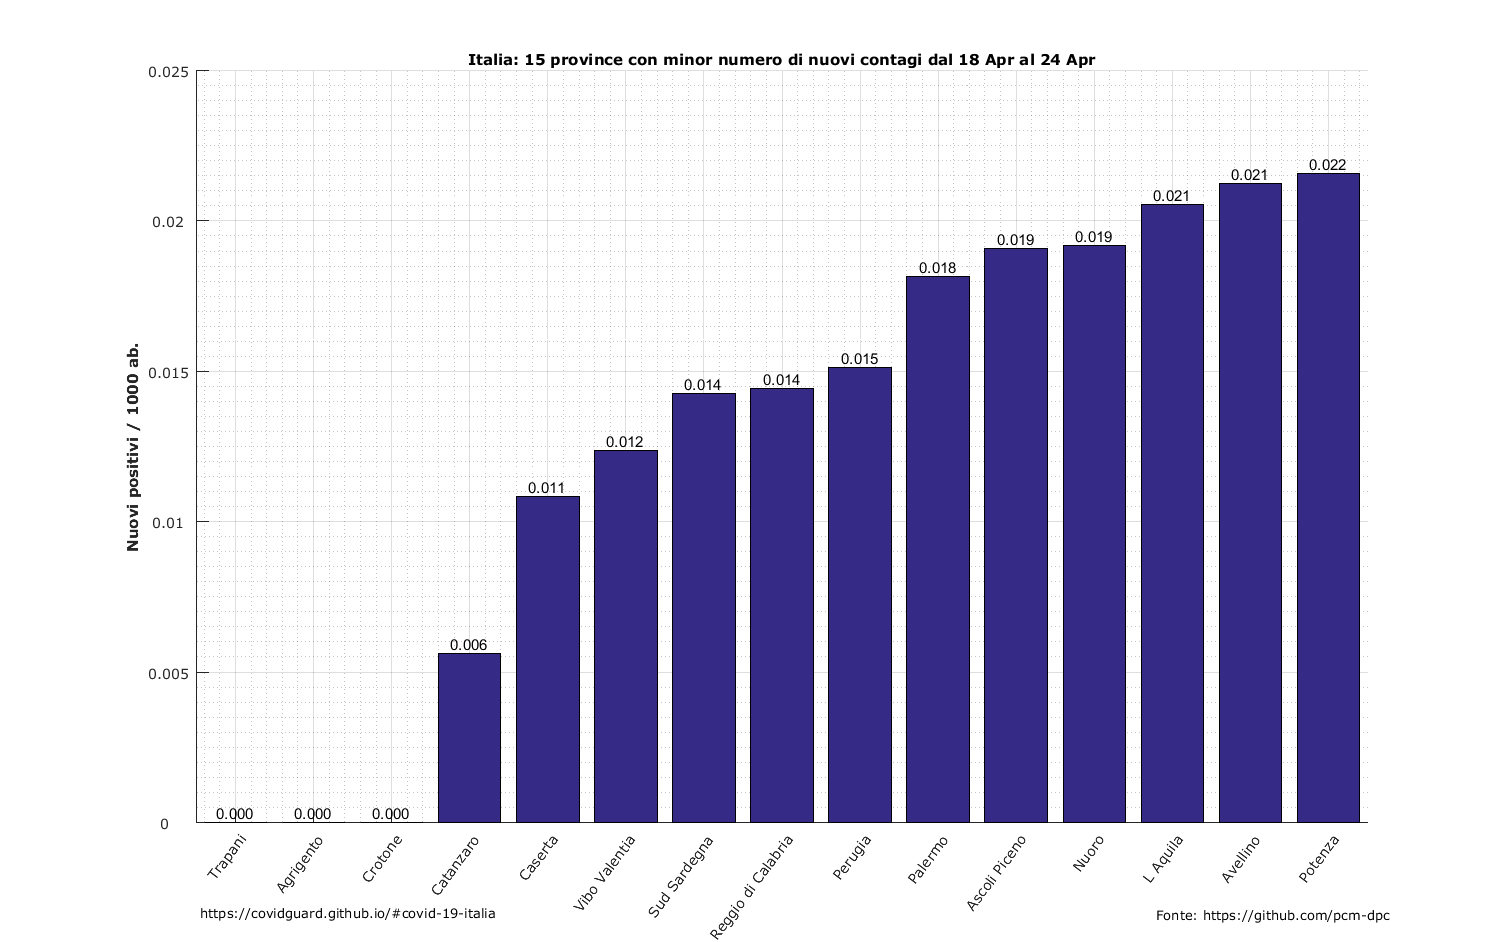 Italia: 15 province con minor numero di nuovi contagi dal 18 Apr al 24 Apr
Nuovi positivi / 1000 ab.
0.025
0.02
0.015
0.01
0.005
0
0.000
0.000
0.000
0.006
0.011
0.012
0.014
0.014
0.015
0.018
0.019
0.019
0.021
0.021
0.022
Trapani
Agrigento
Crotone
Catanzaro
Caserta
Vibo Valentia
Sud Sardegna
Reggio di Calabria
Perugia
Palermo
Ascoli Piceno
Nuoro
L Aquila
Avellino
Potenza
https://covidguard.github.io/#covid-19-italia
Fonte: https://github.com/pcm-dpc